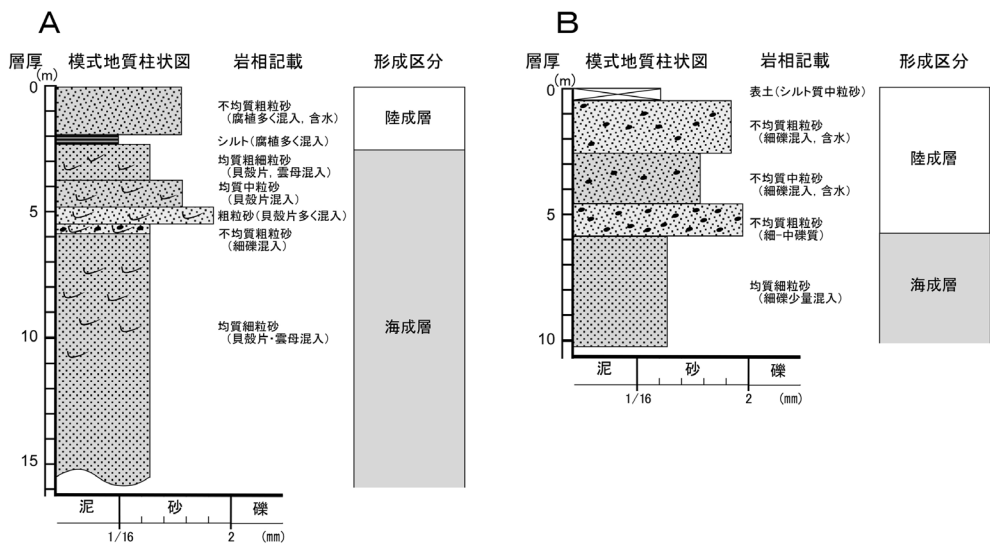 A
層厚 模式地質柱状図 岩相記載 形成区分
(m)
0
不均質粗粒砂
(腐植多く混入, 含水)
陸成層
シルト(腐植多く混入)
均質粗細粒砂
(貝殻片, 雲母混入)
均質中粒砂
(貝殻片混入)
5
粗粒砂(貝殻片多く混入)
不均質粗粒砂
(細礫混入)
均質細粒砂
(貝殻片・雲母混入)
海成層
10
15
泥 砂 礫
1/16 2 (mm)
B
層厚 模式地質柱状図 岩相記載 形成区分
(m)
0
表土(シルト質中粒砂)
不均質粗粒砂
(細礫混入, 含水)
陸成層
不均質中粒砂
(細礫混入, 含水)
5
不均質粗粒砂
(細-中礫質)
均質細粒砂
(細礫少量混入)
海成層
10
泥 砂 礫
1/16 2 (mm)